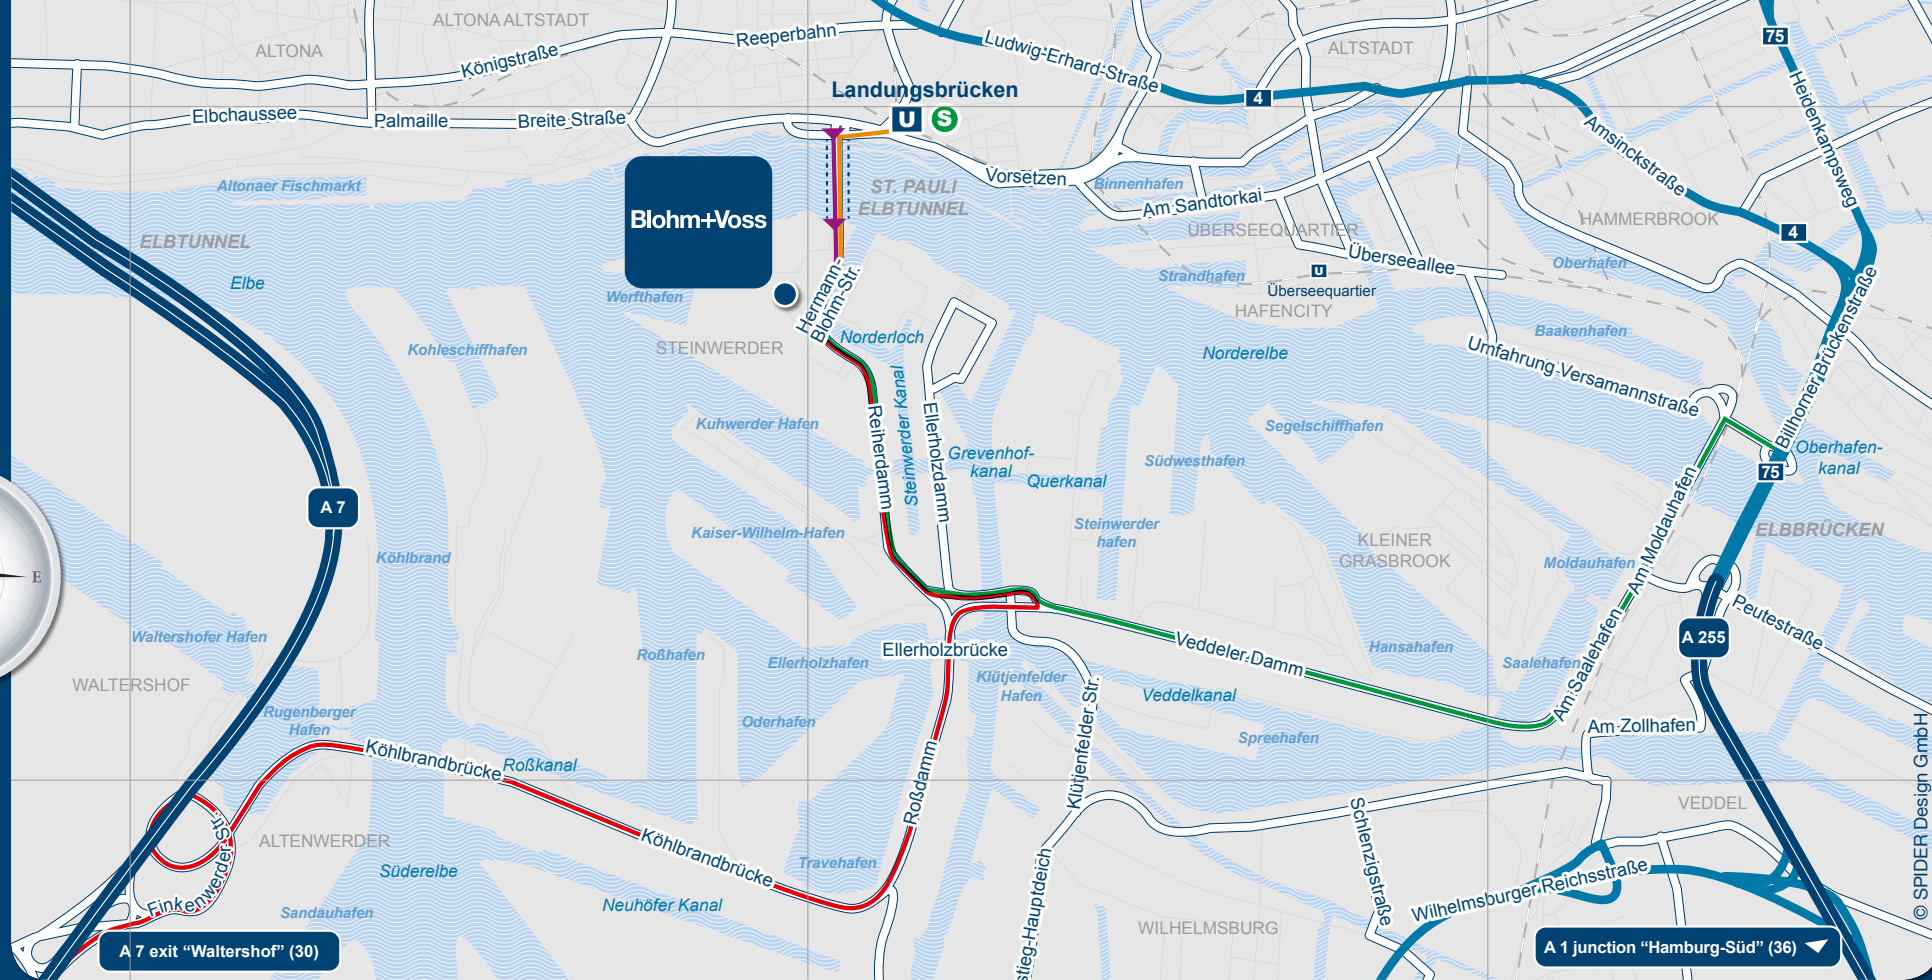 ALTONA ALTSTADT
ALTONA
Königstraße
Reeperbahn
Ludwig-Erhard-Straße
ALTSTADT
75
Heidenkampsweg
Landungsbrücken
U S
4
Elbchaussee
Palmaille
Breite Straße
Amsinckstraße
Vorsetzen
Binnenhafen
Altonaer Fischmarkt
ST. PAULI
ELBTUNNEL
Am Sandtorkai
Blohm+Voss
HAMMERBROOK
4
ÜBERSEEQUARTIER
ELBTUNNEL
Überseeallee
Oberhafen
Elbe
Strandhafen
U
Überseequartier
Werfthafen
Hermann-
Blohm-Str.
HAFENCITY
Billhorner Brückenstraße
Baakenhafen
Norderloch
STEINWERDER
Kohleschiffhafen
Norderelbe
Umfahrung Versamannstraße
Kuhwerder Hafen
Reiherdamm
Steinwerder Kanal
Ellerholzdamm
Segelschiffhafen
Grevenhof-
kanal
Südwesthafen
Querkanal
Oberhafen-
kanal
75
A 7
Steinwerder
hafen
Kaiser-Wilhelm-Hafen
KLEINER
GRASBROOK
ELBBRÜCKEN
Am Moldauhafen
Moldauhafen
Köhlbrand
E
Peutestraße
A 255
Waltershofer Hafen
Roßhafen
Ellerholzhafen
Ellerholzbrücke
Veddeler Damm
Hansahafen
Saalehafen
Am Saalehafen
Klütjenfelder
Hafen
WALTERSHOF
Veddelkanal
Klütjenfelder Str.
Rugenberger
Hafen
Oderhafen
Spreehafen
Am Zollhafen
Köhlbrandbrücke
Roßkanal
Roßdamm
VEDDEL
ALTENWERDER
Finkenwerder Str.
Köhlbrandbrücke
Travehafen
Süderelbe
Schlenzigstraße
Wilhelmsburger Reichsstraße
Neuhöfer Kanal
Sandauhafen
stieg-Hauptdeich
WILHELMSBURG
A 7 exit “Waltershof” (30)
A 1 junction “Hamburg-Süd” (36)
© SPIDER Design GmbH